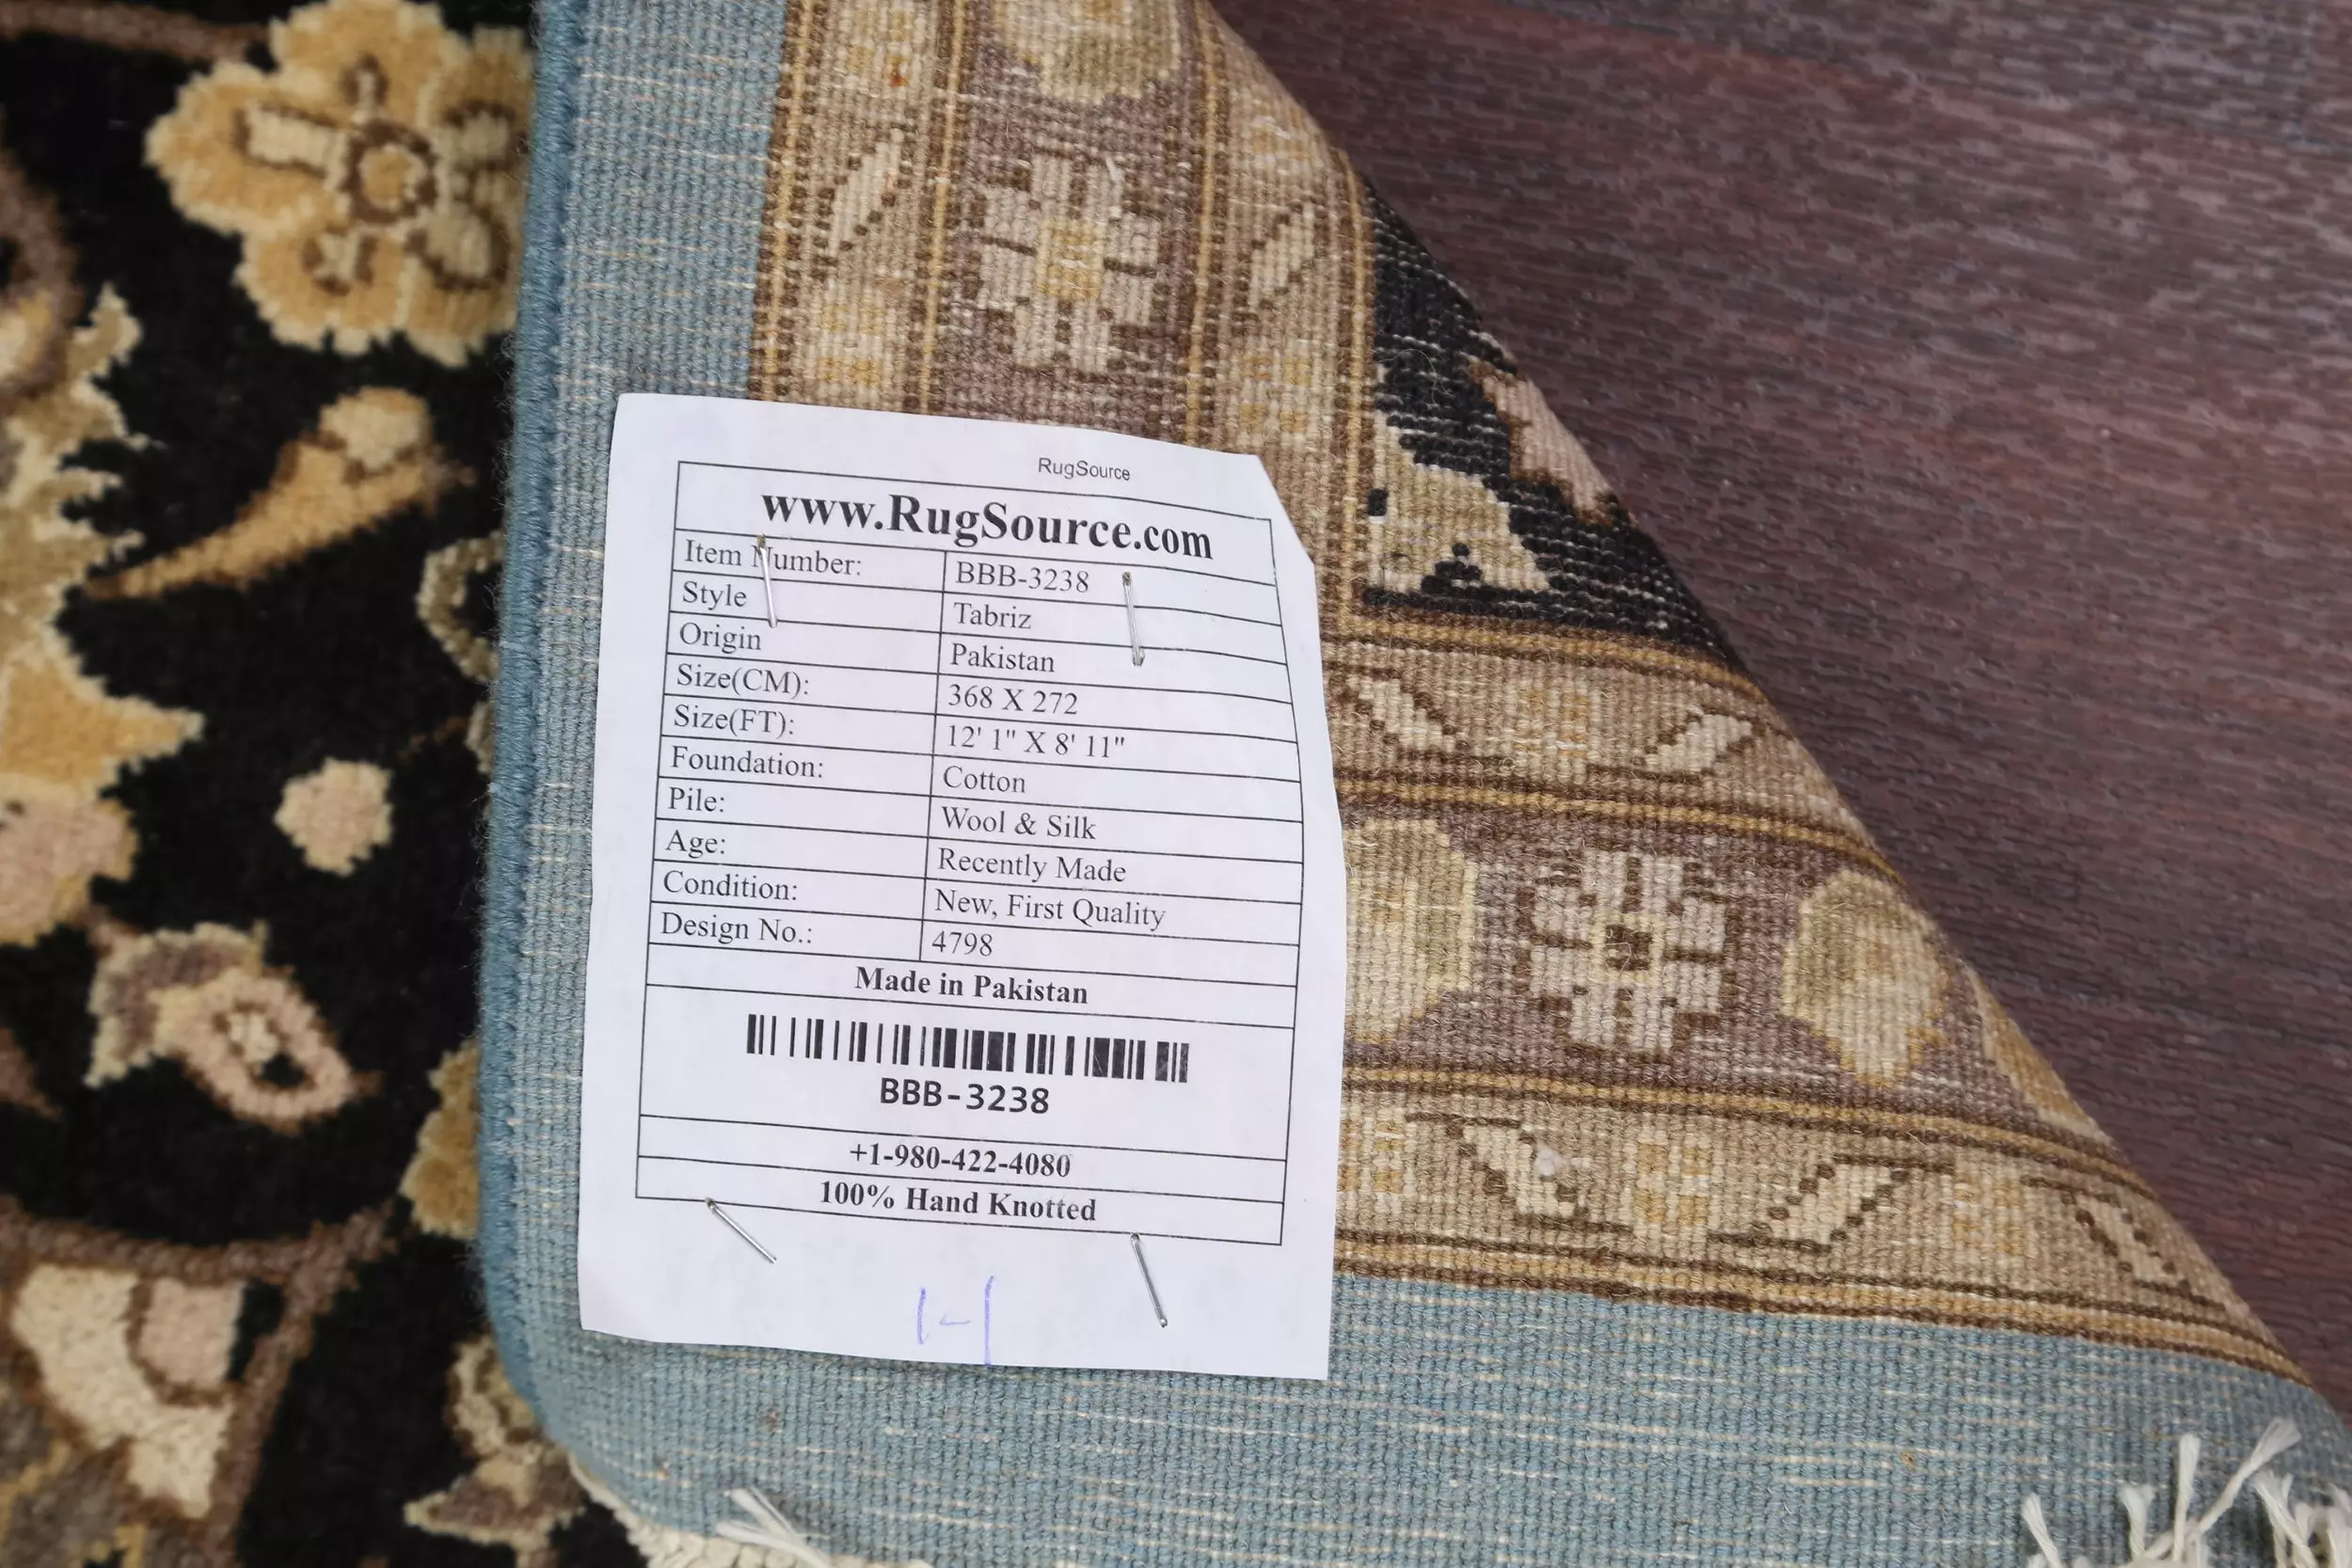 RugSource
www.RugSource.com
Item Number: BBB-3238
Style Tabriz
Origin Pakistan
Size(CM): 368 X 272
Size(FT): 12' 1" X 8' 11"
Foundation: Cotton
Pile: Wool & Silk
Age: Recently Made
Condition: New, First Quality
Design No.: 4798
Made in Pakistan
BBB-3238
+1-980-422-4080
100% Hand Knotted